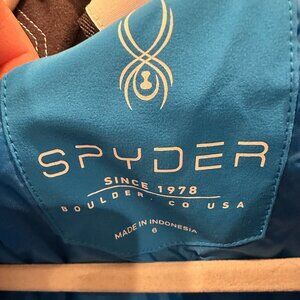 SPYDER
SINCE 1978
BOULDER, CO USA
MADE IN INDONESIA
6